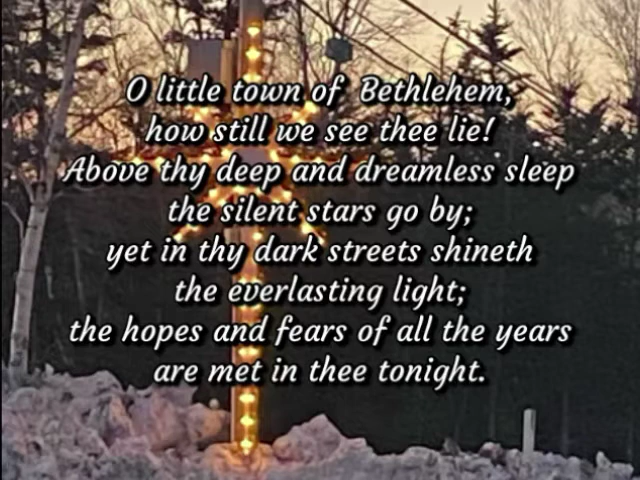 O little town of Bethlehem,
how still we see thee lie!
Above thy deep and dreamless sleep
the silent stars go by;
yet in thy dark streets shineth
the everlasting light;
the hopes and fears of all the years
are met in thee tonight.